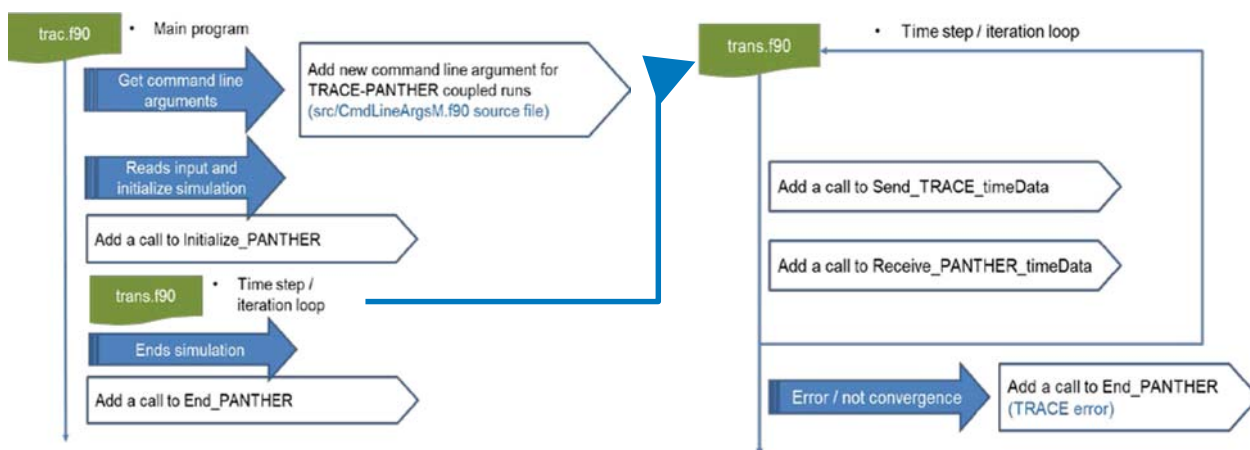 trac.f90
• Main program
Get command line
arguments
Add new command line argument for
TRACE-PANTHER coupled runs
(src/CmdLineArgsM.f90 source file)
Reads input and
initialize simulation
Add a call to Initialize_PANTHER
trans.f90
• Time step /
iteration loop
Ends simulation
Add a call to End_PANTHER
trans.f90
• Time step / iteration loop
Add a call to Send_TRACE_timeData
Add a call to Receive_PANTHER_timeData
Error / not convergence
Add a call to End_PANTHER
(TRACE error)